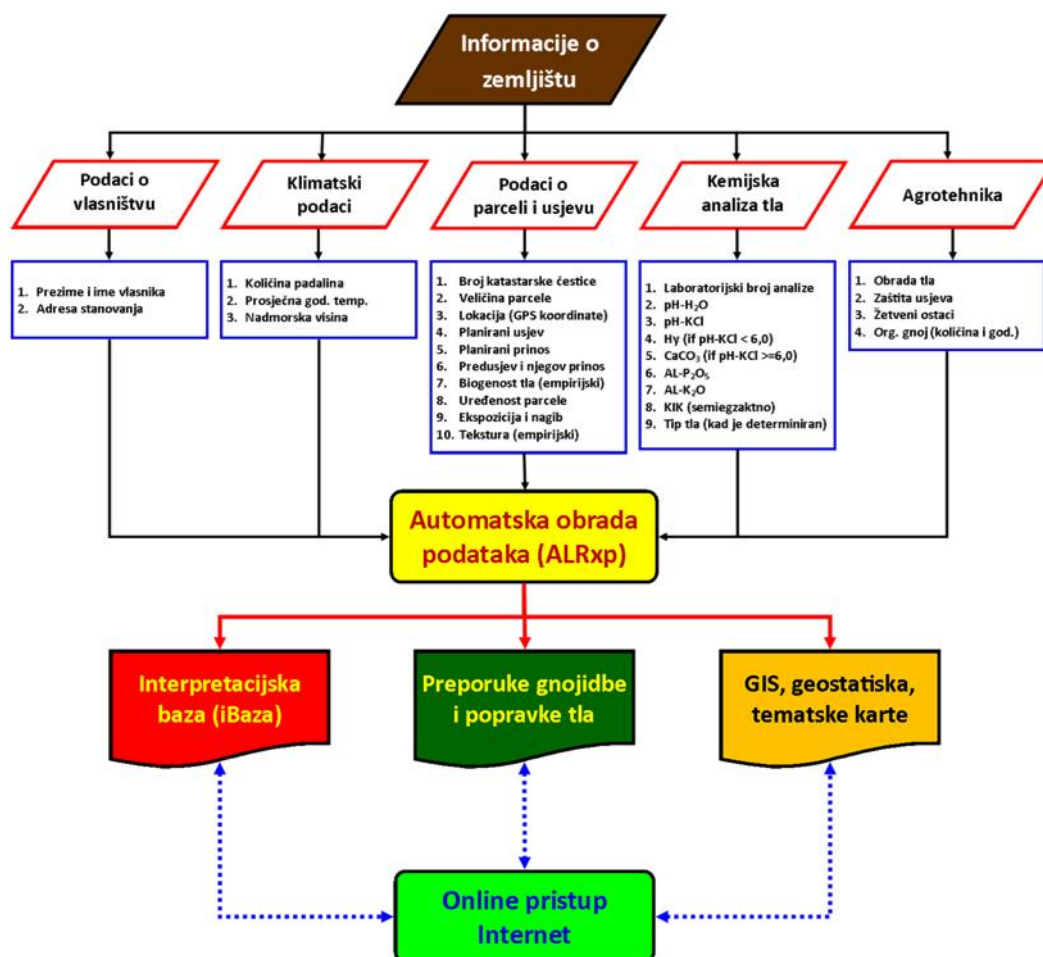 Informacije o
zemljištu
Podaci o
vlasništvu
Klimatski
podaci
Podaci o
parceli i usjevu
Kemijska
analiza tla
Agrotehnika
1. Prezime i ime vlasnika
2. Adresa stanovanja
1. Količina padalina
2. Prosječna god. temp.
3. Nadmorska visina
1. Broj katastarske čestice
2. Veličina parcele
3. Lokacija (GPS koordinate)
4. Planirani usjev
5. Planirani prinos
6. Predusjev i njegov prinos
7. Biogenost tla (empirijski)
8. Uređenost parcele
9. Ekspozicija i nagib
10. Tekstura (empirijski)
1. Laboratorijski broj analize
2. pH-H₂O
3. pH-KCl
4. Hy (if pH-KCl < 6,0)
5. CaCO₃ (if pH-KCl >=6,0)
6. AL-P₂O₅
7. AL-K₂O
8. KIK (semiegzaktno)
9. Tip tla (kad je determiniran)
1. Obrada tla
2. Zaštita usjeva
3. Žetveni ostaci
4. Org. gnoj (količina i god.)
Automatska obrada
podataka (ALRxp)
Interpretacijska
baza (iBaza)
Preporuke gnojidbe
i popravke tla
GIS, geostatiska,
tematske karte
Online pristup
Internet